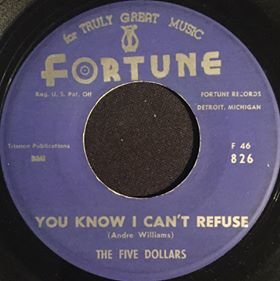 for TRULY GREAT MUSIC
FORTUNE
Reg. U. S. Pat. Off
FORTUNE RECORDS
DETROIT, MICHIGAN
Trianon Publications
BMI
F 46
826
YOU KNOW I CAN'T REFUSE
(Andre Williams)
THE FIVE DOLLARS